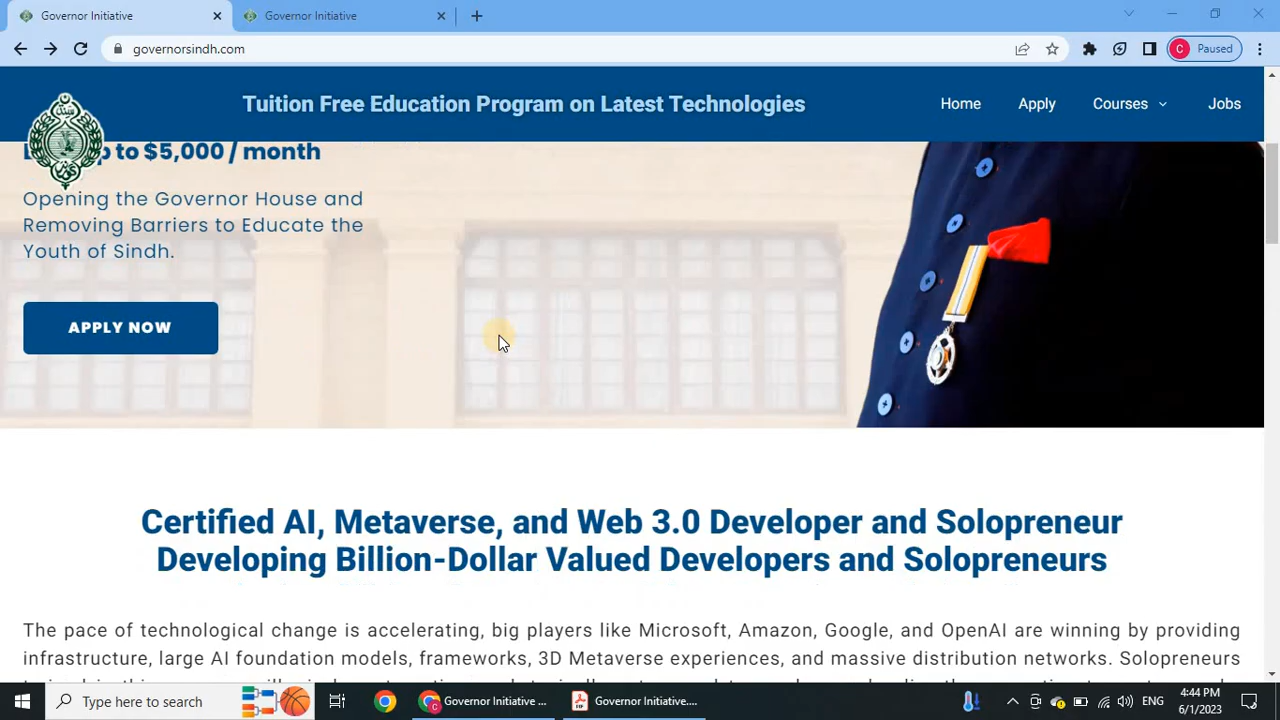 Governor Initiative
Governor Initiative
governorsindh.com
C
Paused
Tuition Free Education Program on Latest Technologies
Home
Apply
Courses
Jobs
p to $5,000 / month
Opening the Governor House and
Removing Barriers to Educate the
Youth of Sindh.
APPLY NOW
Certified AI, Metaverse, and Web 3.0 Developer and Solopreneur
Developing Billion-Dollar Valued Developers and Solopreneurs
The pace of technological change is accelerating, big players like Microsoft, Amazon, Google, and OpenAI are winning by providing
infrastructure, large AI foundation models, frameworks, 3D Metaverse experiences, and massive distribution networks. Solopreneurs
Type here to search
Governor Initiative ...
Governor Initiative....
ENG
4:44 PM
6/1/2023